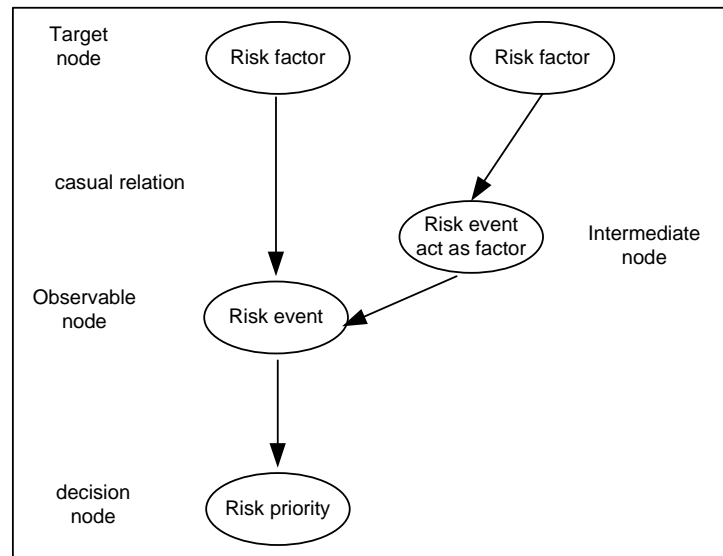 Target
node
Risk factor
Risk factor
casual relation
Risk event
act as factor
Intermediate
node
Observable
node
Risk event
decision
node
Risk priority